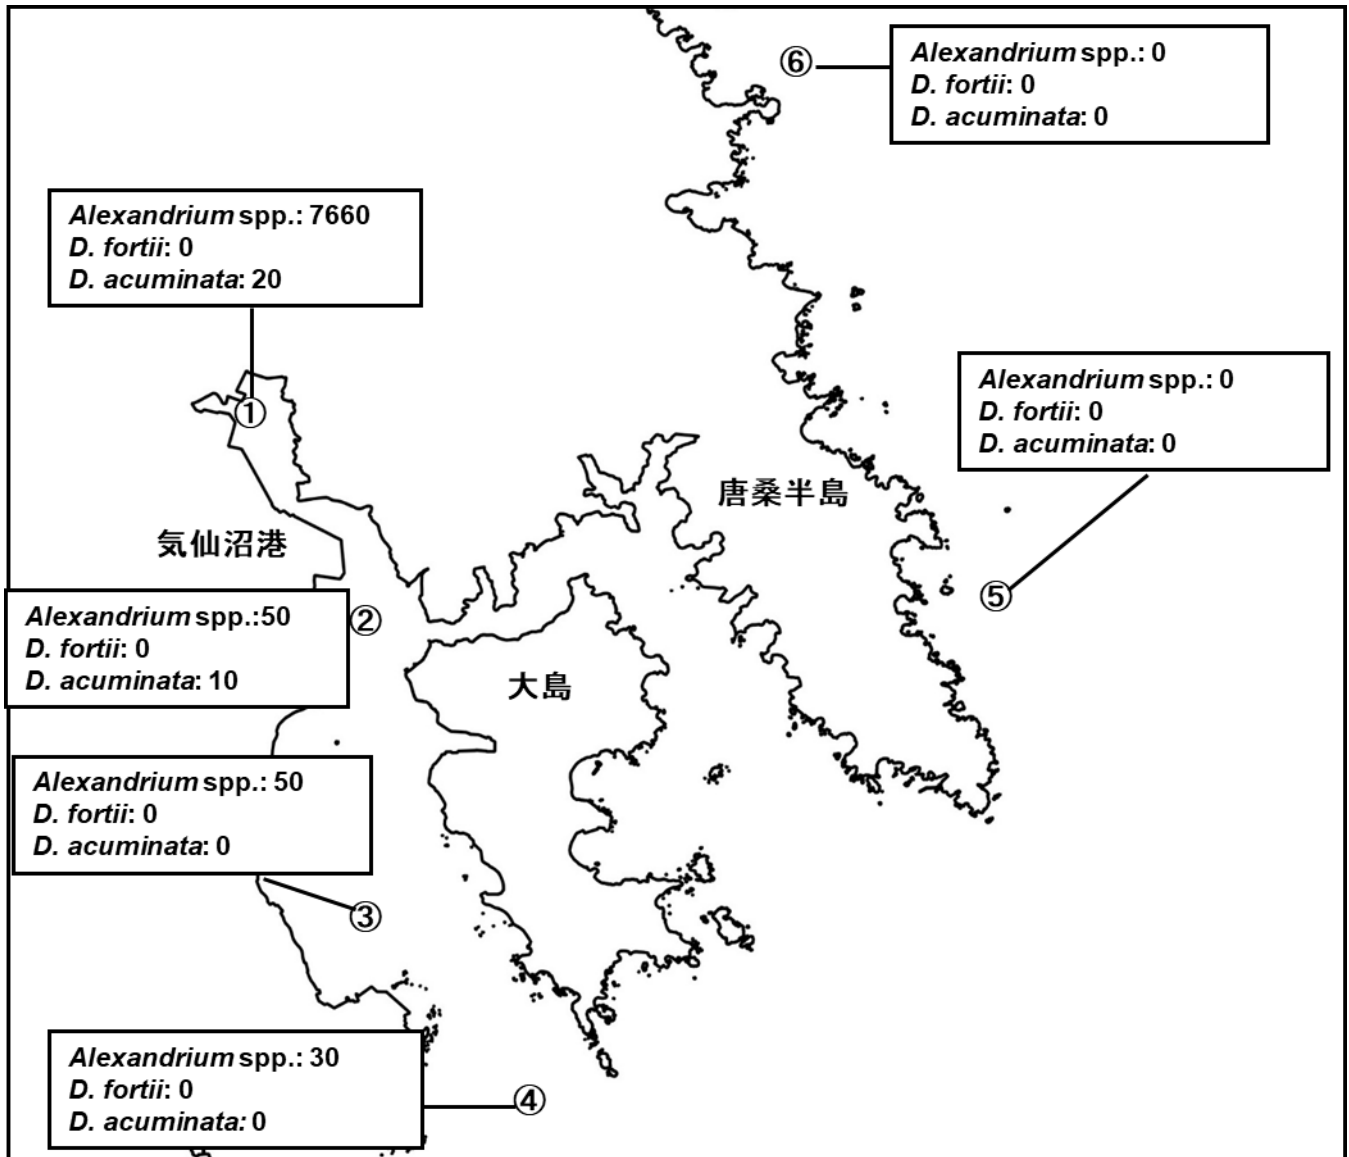 ⑥
Alexandrium spp.: 0
D. fortii: 0
D. acuminata: 0
Alexandrium spp.: 7660
D. fortii: 0
D. acuminata: 20
①
Alexandrium spp.: 0
D. fortii: 0
D. acuminata: 0
唐桑半島
気仙沼港
⑤
Alexandrium spp.:50
D. fortii: 0
D. acuminata: 10
②
大島
Alexandrium spp.: 50
D. fortii: 0
D. acuminata: 0
③
Alexandrium spp.: 30
D. fortii: 0
D. acuminata: 0
④